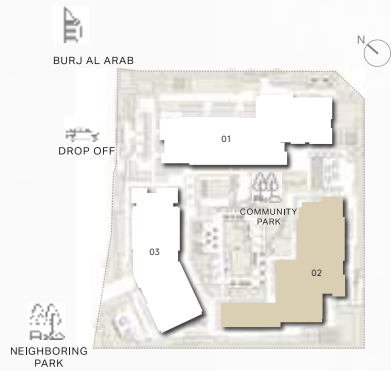 N
BURJ AL ARAB
DROP OFF
01
COMMUNITY
PARK
03
02
NEIGHBORING
PARK